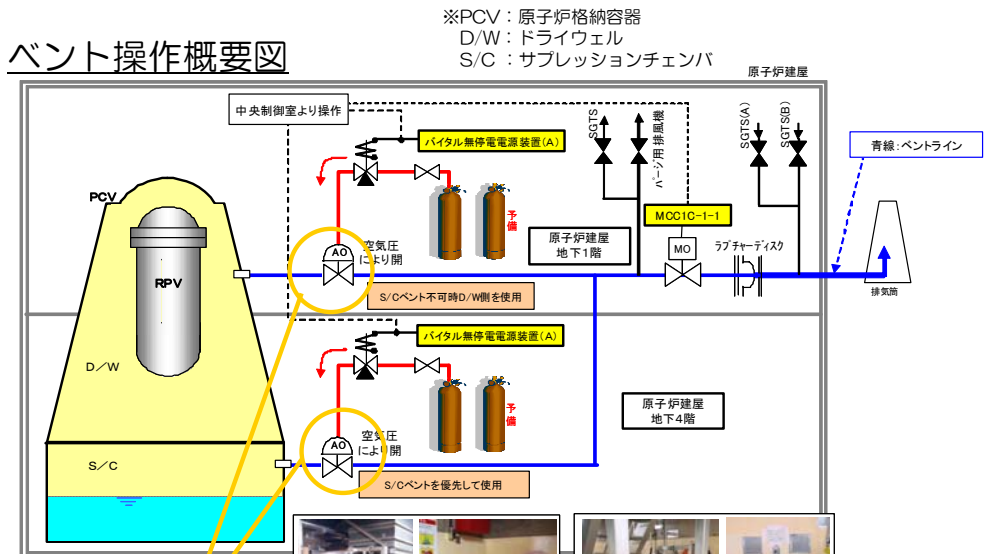 ※PCV：原子炉格納容器
D/W：ドライウェル
S/C：サプレッションチェンバ
ベント操作概要図
原子炉建屋
中央制御室より操作
バイタル無停電電源装置(A)
SGTS
パージ用排風機
SGTS(A)
SGTS(B)
青線：ベントライン
PCV
予備
MCC1C-1-1
原子炉建屋
地下1階
MO
ラプチャーディスク
AO
空気圧
により開
RPV
排気筒
S/Cベント不可時D/W側を使用
バイタル無停電電源装置(A)
D／W
予備
原子炉建屋
地下4階
AO
空気圧
により開
S／C
S/Cベントを優先して使用